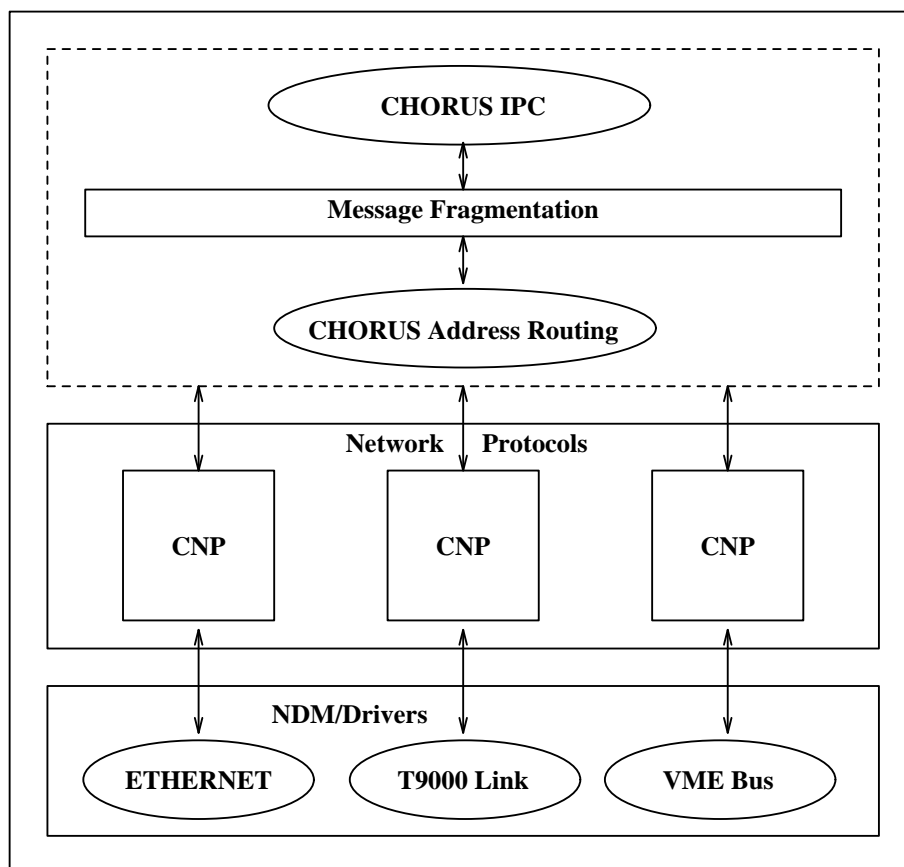 CHORUS IPC
Message Fragmentation
CHORUS Address Routing
Network Protocols
CNP CNP CNP
NDM/Drivers
ETHERNET T9000 Link VME Bus